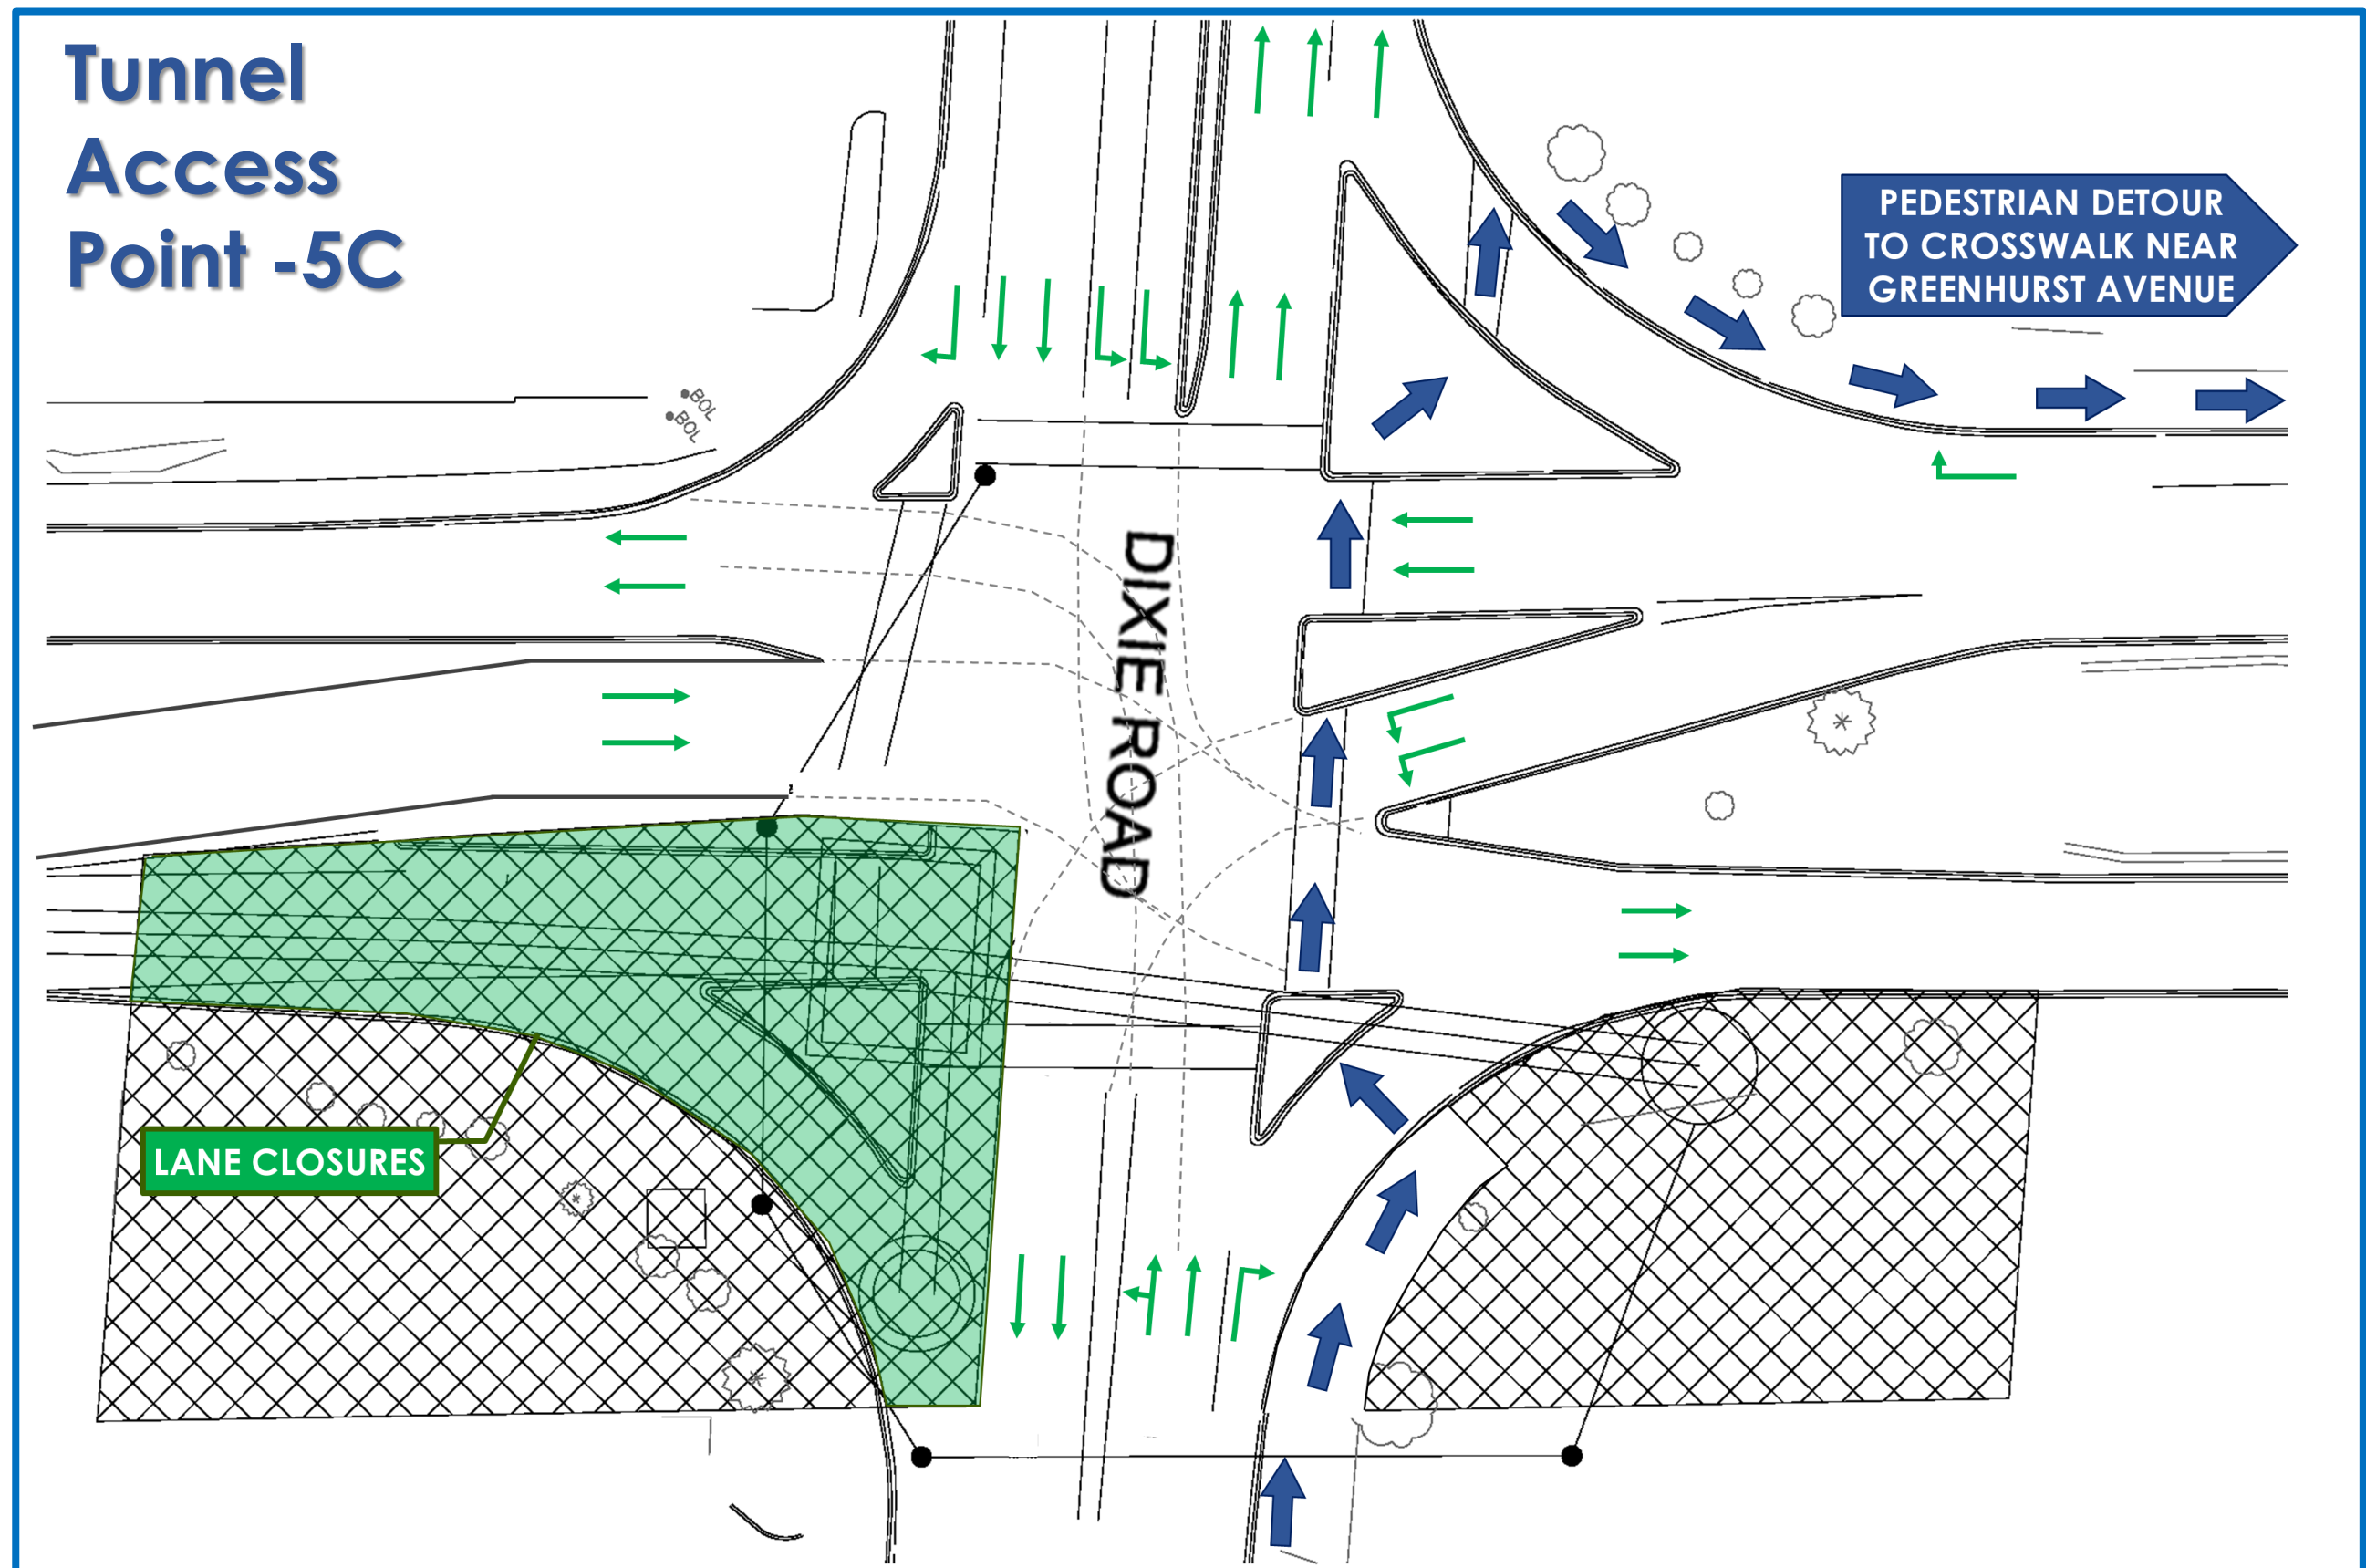 Tunnel
Access
Point -5C
PEDESTRIAN DETOUR
TO CROSSWALK NEAR
GREENHURST AVENUE
BOL
BOL
DIXIE ROAD
LANE CLOSURES